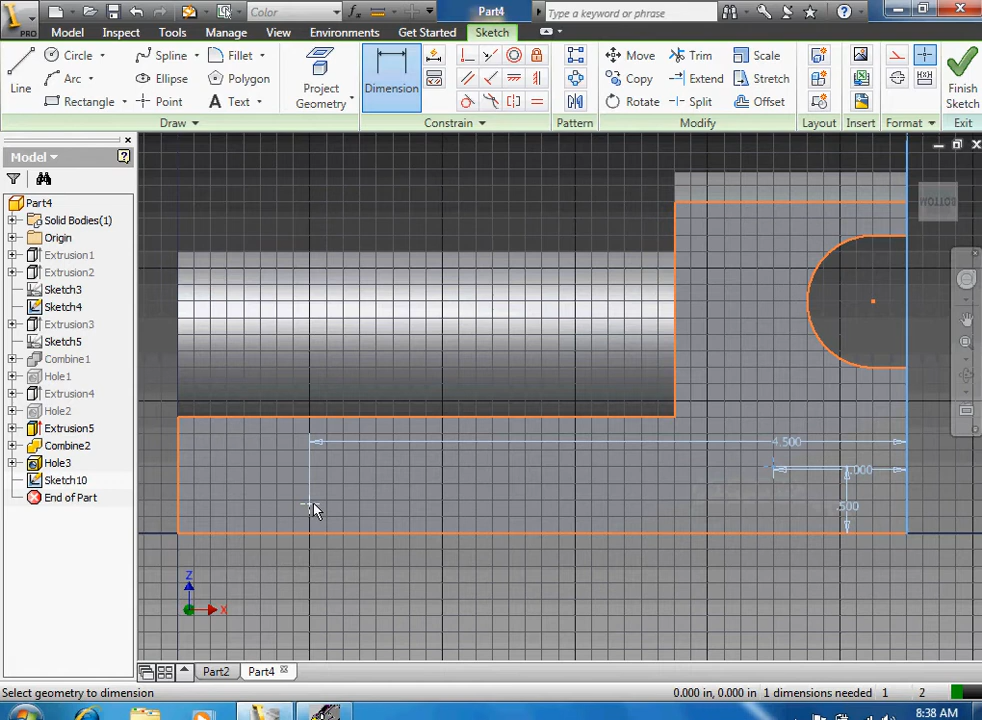 Color
Part4
Type a keyword or phrase
PRO
Model Inspect Tools Manage View Environments Get Started Sketch
Line
Circle Spline Fillet
Arc Ellipse Polygon
Rectangle Point Text
Project Geometry
Dimension
Move Trim Scale
Copy Extend Stretch
Rotate Split Offset
Finish Sketch
Draw Constrain Pattern Modify Layout Insert Format Exit
Model
Part4
Solid Bodies(1)
Origin
Extrusion1
Extrusion2
Sketch3
Sketch4
Extrusion3
Sketch5
Combine1
Hole1
Extrusion4
Hole2
Extrusion5
Combine2
Hole3
Sketch10
End of Part
BOTTOM
4.500
.500
Z
X
Part2 Part4
Select geometry to dimension
0.000 in, 0.000 in 1 dimensions needed 1 2
8:38 AM